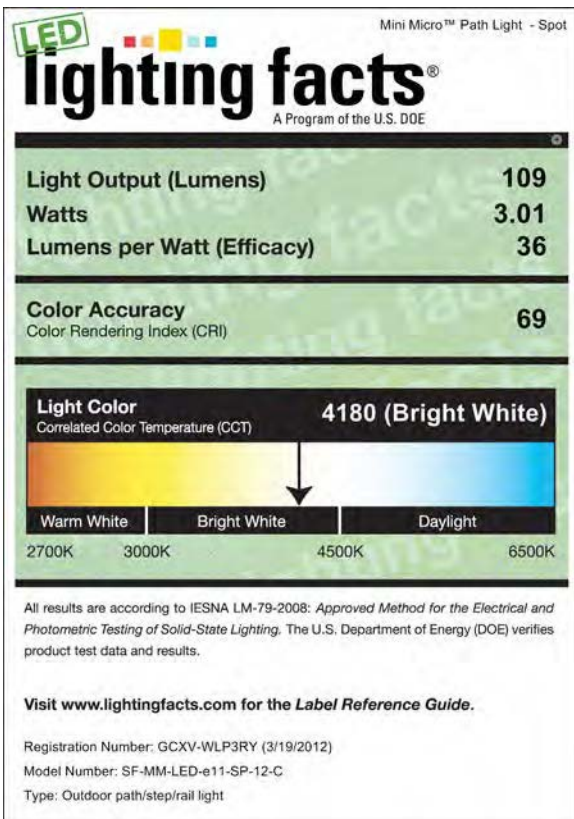 Mini Micro™ Path Light - Spot
LED
lighting facts®
A Program of the U.S. DOE
Light Output (Lumens) 109
Watts 3.01
Lumens per Watt (Efficacy) 36
Color Accuracy
Color Rendering Index (CRI) 69
Light Color
Correlated Color Temperature (CCT) 4180 (Bright White)
Warm White Bright White Daylight
2700K 3000K 4500K 6500K
All results are according to IESNA LM-79-2008: Approved Method for the Electrical and
Photometric Testing of Solid-State Lighting. The U.S. Department of Energy (DOE) verifies
product test data and results.
Visit www.lightingfacts.com for the Label Reference Guide.
Registration Number: GCXV-WLP3RY (3/19/2012)
Model Number: SF-MM-LED-e11-SP-12-C
Type: Outdoor path/step/rail light